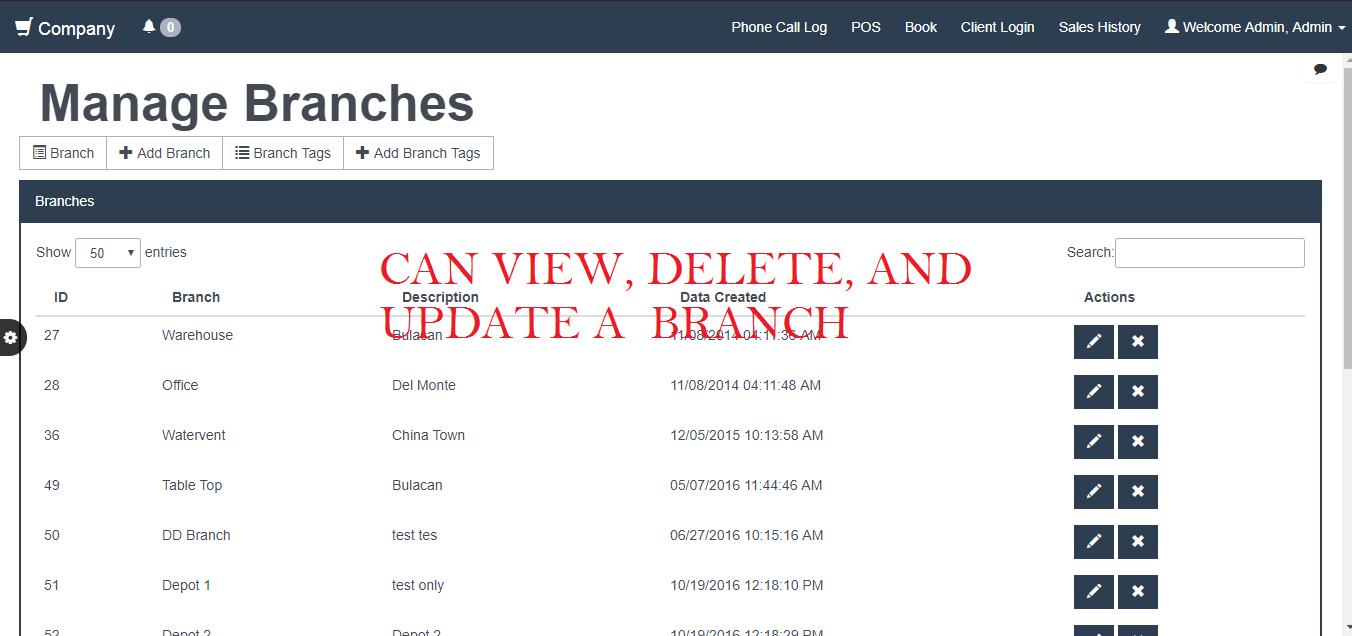 Company 0 Phone Call Log POS Book Client Login Sales History Welcome Admin, Admin
Manage Branches
Branch Add Branch Branch Tags Add Branch Tags
Branches
Show 50 entries Search:
CAN VIEW, DELETE, AND
UPDATE A BRANCH
ID Branch Description Data Created Actions
27 Warehouse Bulacan 11/08/2014 04:11:36 AM
28 Office Del Monte 11/08/2014 04:11:48 AM
36 Watervent China Town 12/05/2015 10:13:58 AM
49 Table Top Bulacan 05/07/2016 11:44:46 AM
50 DD Branch test tes 06/27/2016 10:15:16 AM
51 Depot 1 test only 10/19/2016 12:18:10 PM
52 Depot 2 Depot 2 10/19/2016 12:18:29 PM